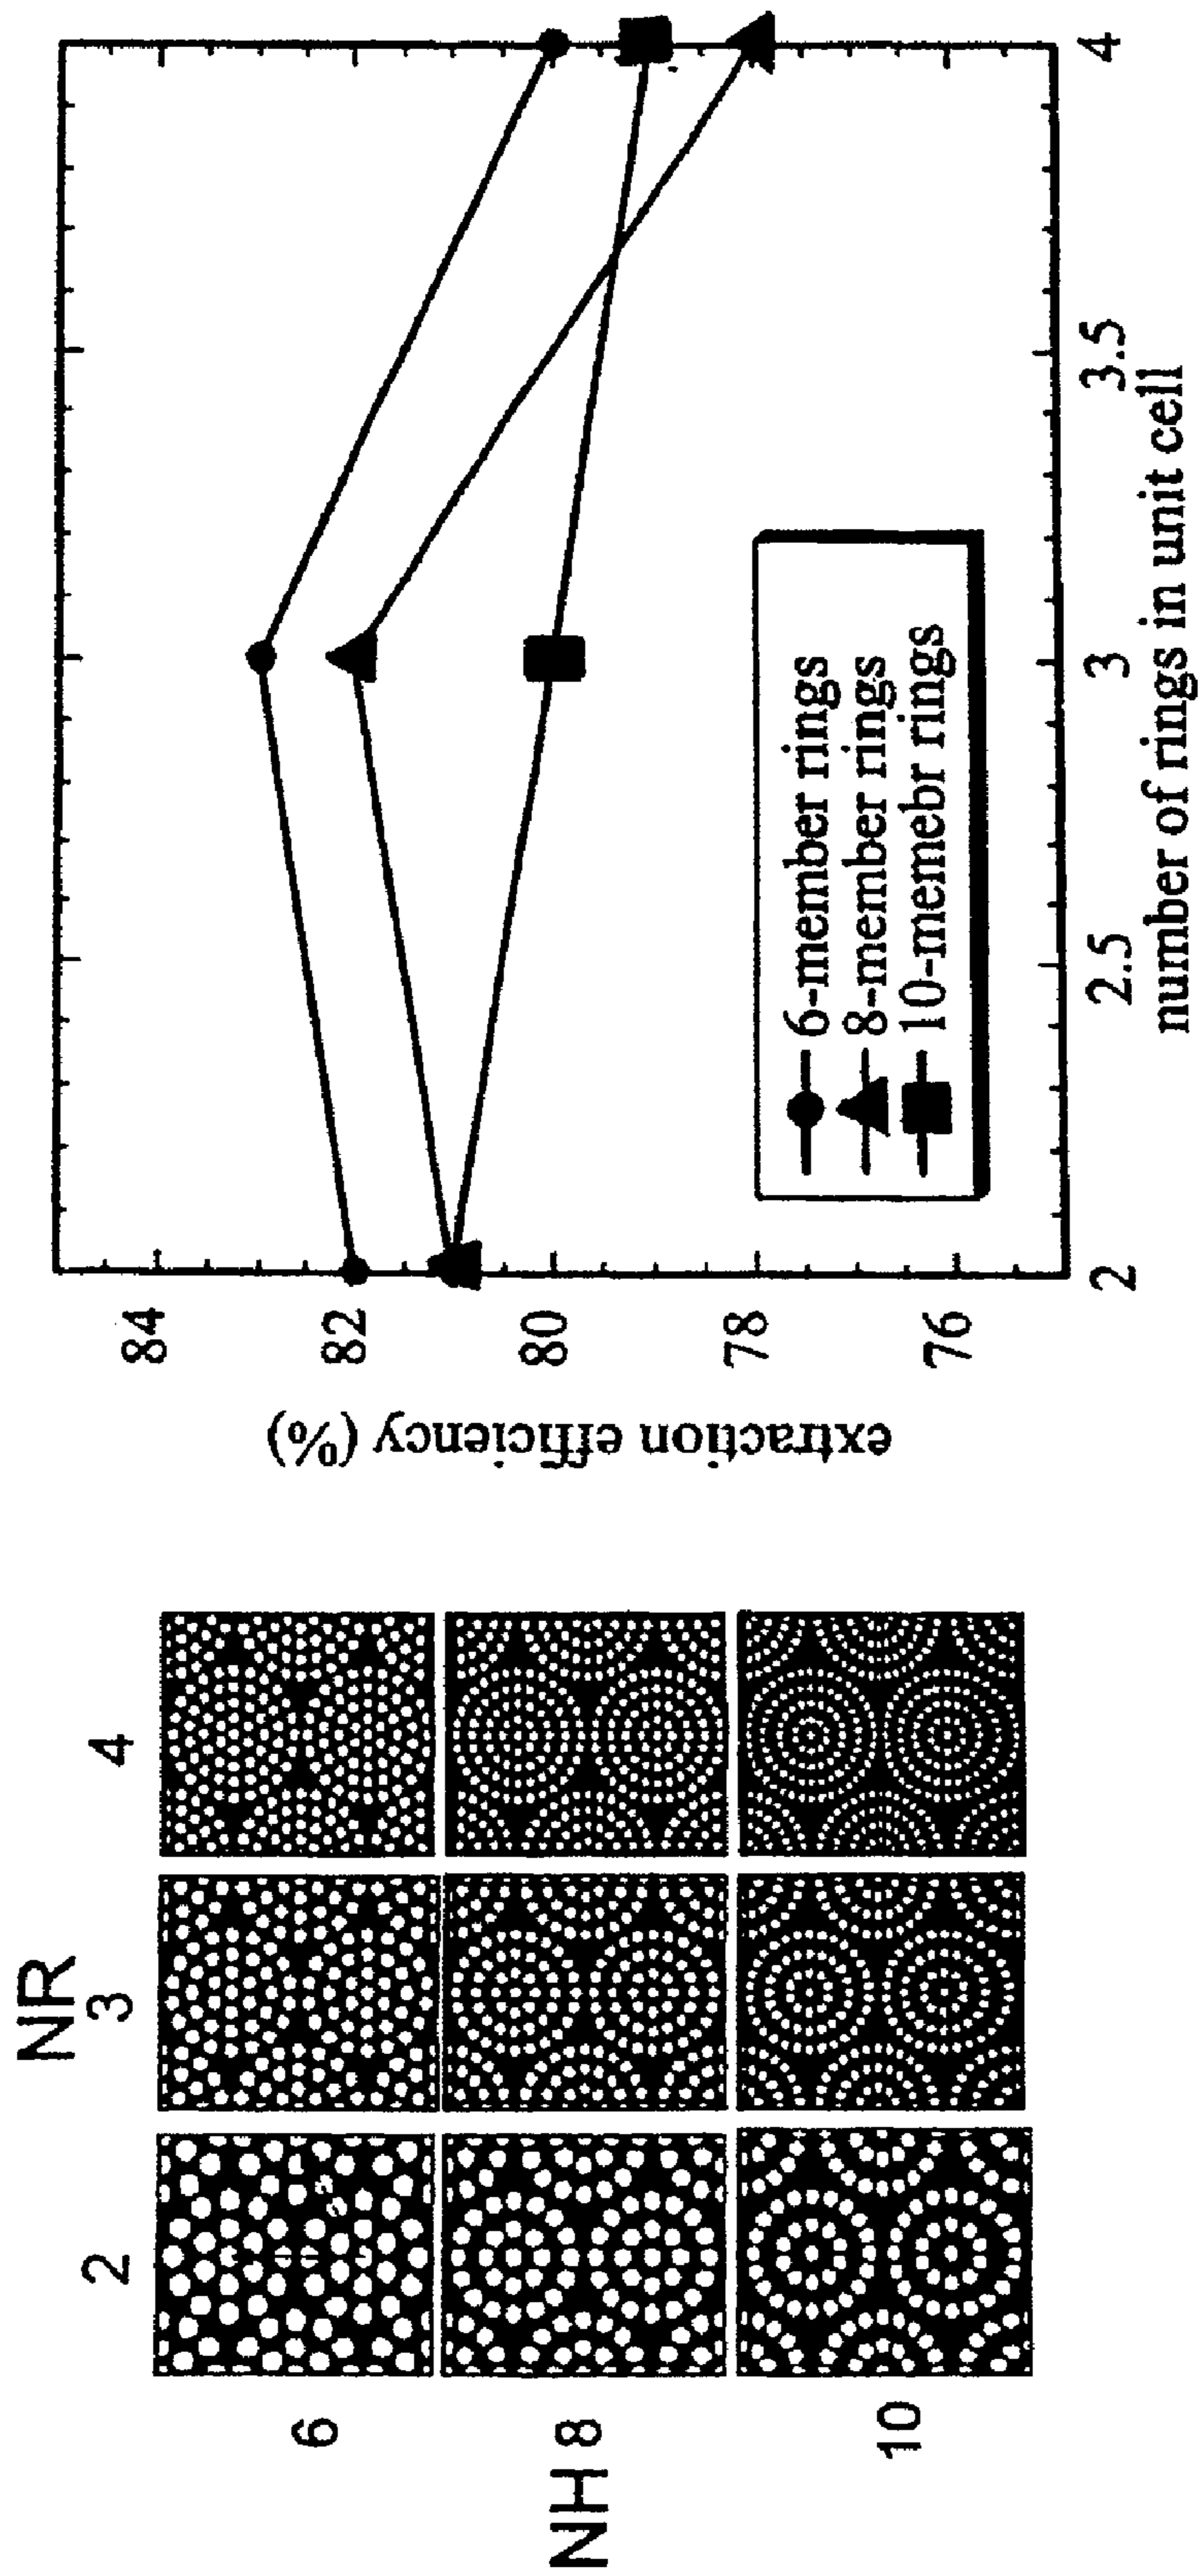 NR
2 3 4
6
NH 8
10
extraction efficiency (%)
84
82
80
78
76
6-member rings
8-member rings
10-memebr rings
2 2.5 3 3.5 4
number of rings in unit cell